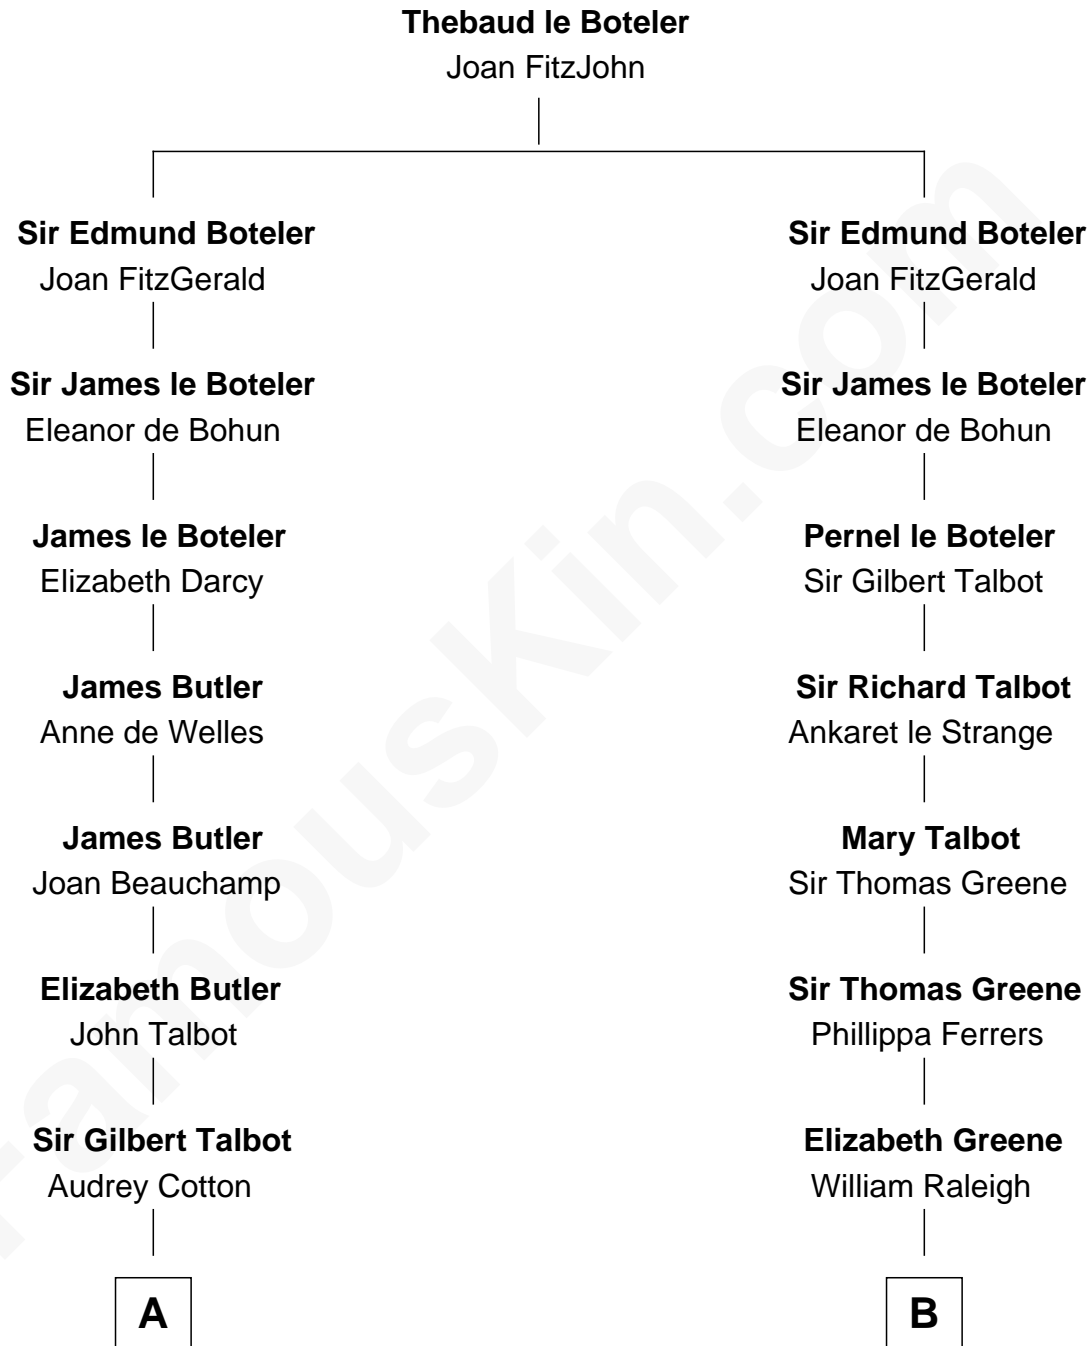 Thebaud le Boteler
Joan FitzJohn
Sir Edmund Boteler
Joan FitzGerald
Sir James le Boteler
Eleanor de Bohun
James le Boteler
Elizabeth Darcy
James Butler
Anne de Welles
James Butler
Joan Beauchamp
Elizabeth Butler
John Talbot
Sir Gilbert Talbot
Audrey Cotton
A
Sir Edmund Boteler
Joan FitzGerald
Sir James le Boteler
Eleanor de Bohun
Pernel le Boteler
Sir Gilbert Talbot
Sir Richard Talbot
Ankaret le Strange
Mary Talbot
Sir Thomas Greene
Sir Thomas Greene
Phillippa Ferrers
Elizabeth Greene
William Raleigh
B
FamousKin.com